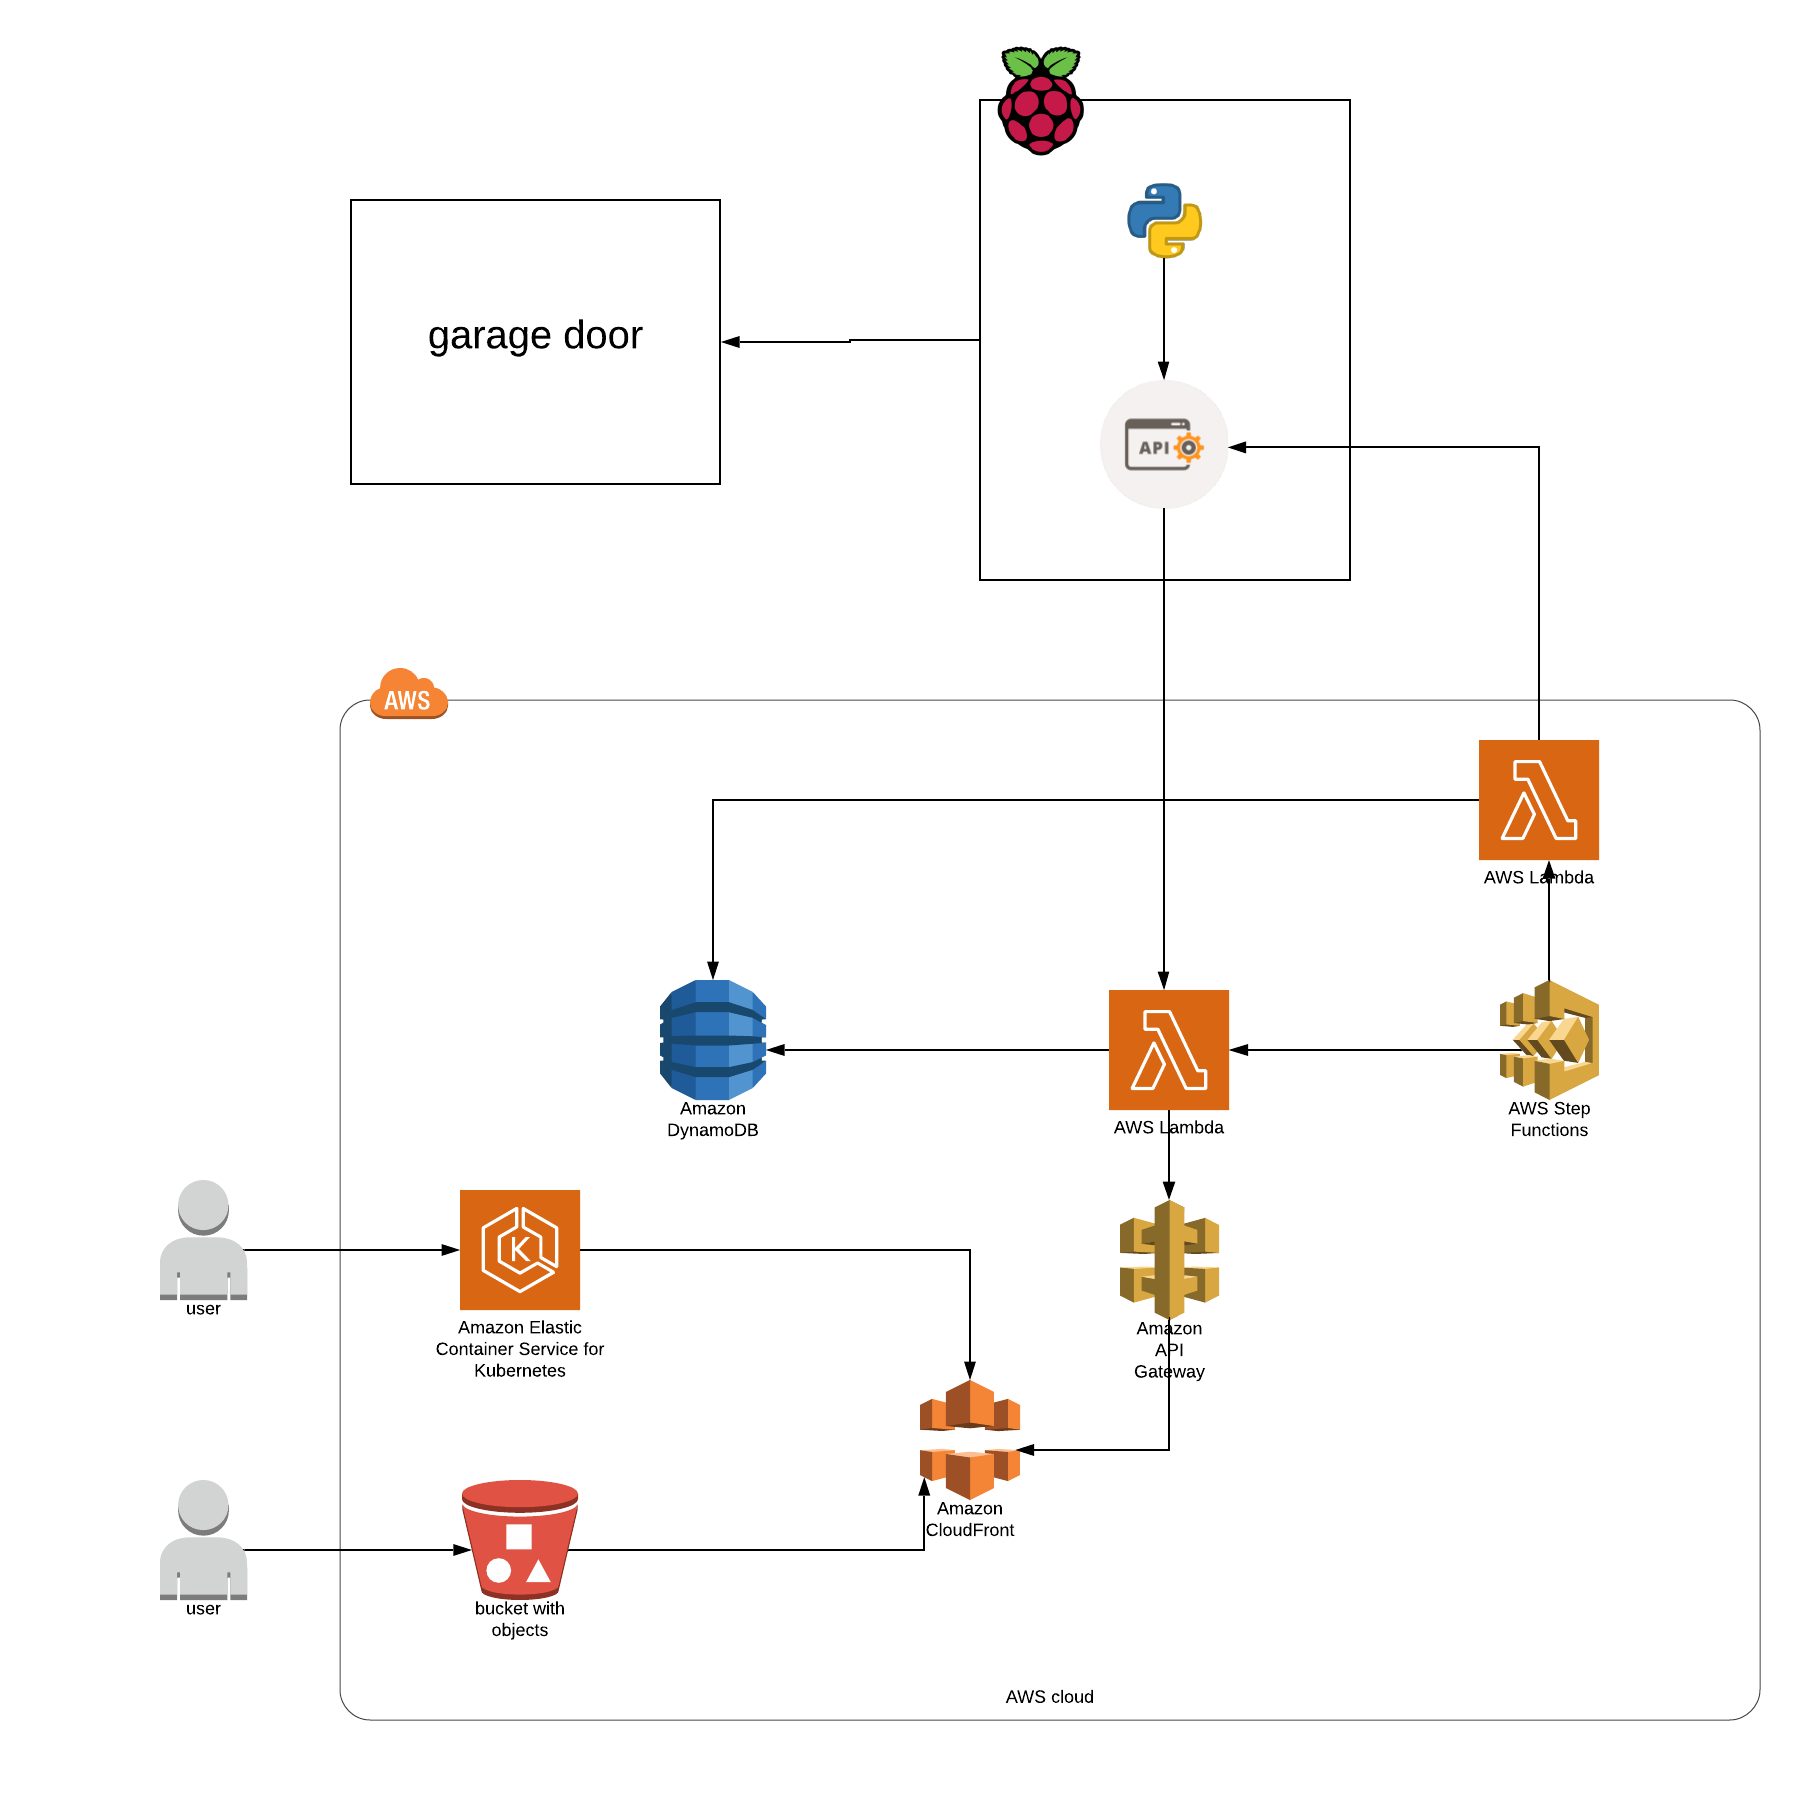 garage door
API
AWS
AWS Lambda
Amazon
DynamoDB
AWS Lambda
AWS Step
Functions
user
K
Amazon Elastic
Container Service for
Kubernetes
Amazon
API
Gateway
Amazon
CloudFront
user
bucket with
objects
AWS cloud